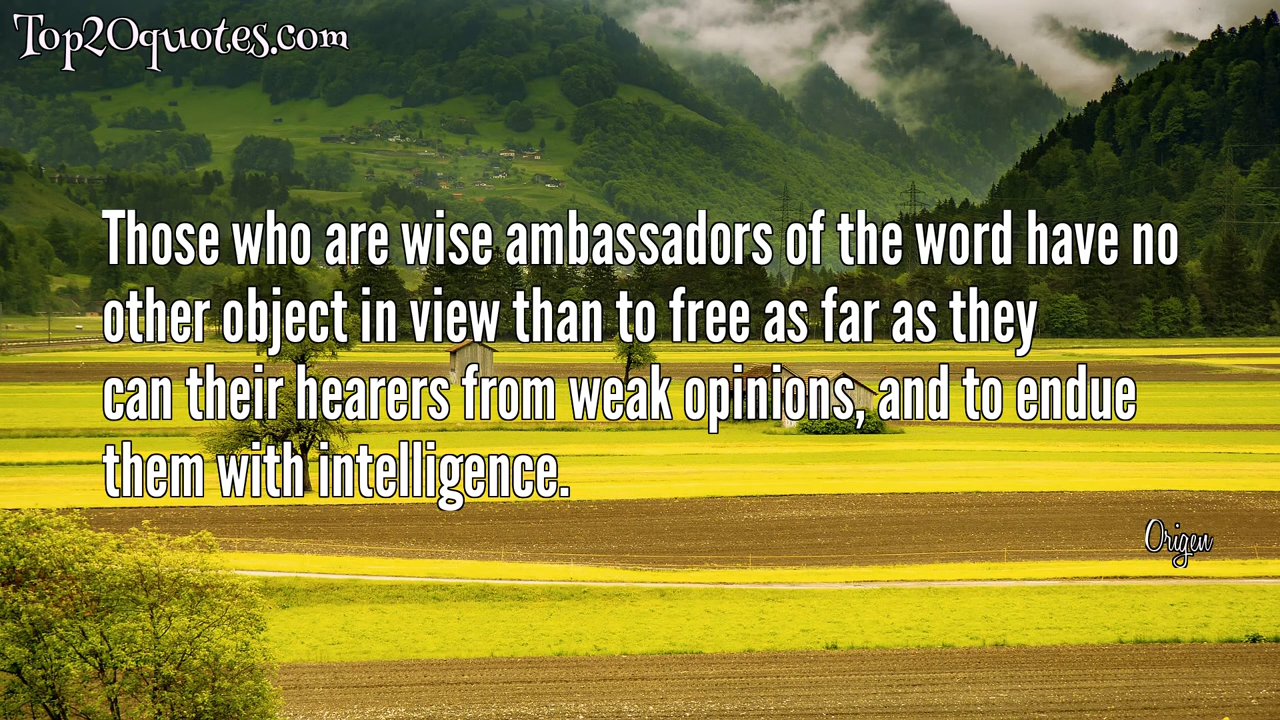 Top20quotes.com
Those who are wise ambassadors of the word have no
other object in view than to free as far as they
can their hearers from weak opinions, and to endue
them with intelligence.
Origen